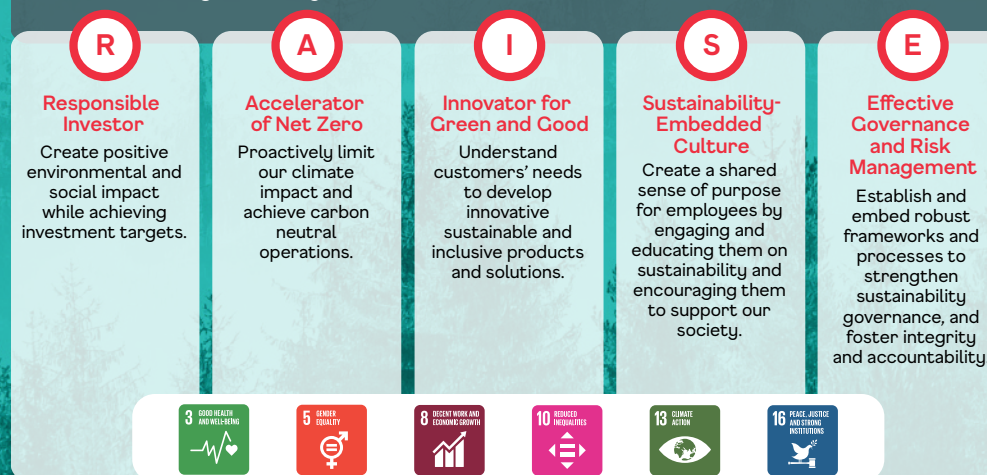 R
Responsible
Investor
Create positive
environmental and
social impact
while achieving
investment targets.
A
Accelerator
of Net Zero
Proactively limit
our climate
impact and
achieve carbon
neutral
operations.
I
Innovator for
Green and Good
Understand
customers' needs
to develop
innovative
sustainable and
inclusive products
and solutions.
S
Sustainability-
Embedded
Culture
Create a shared
sense of purpose
for employees by
engaging and
educating them on
sustainability and
encouraging them
to support our
society.
E
Effective
Governance
and Risk
Management
Establish and
embed robust
frameworks and
processes to
strengthen
sustainability
governance, and
foster integrity
and accountability
3 GOOD HEALTH
AND WELL-BEING
5 GENDER
EQUALITY
8 DECENT WORK AND
ECONOMIC GROWTH
10 REDUCED
INEQUALITIES
13 CLIMATE
ACTION
16 PEACE, JUSTICE
AND STRONG
INSTITUTIONS